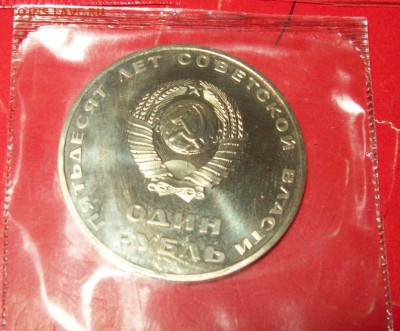 ПЯТЬДЕСЯТ ЛЕТ СОВЕТСКОЙ ВЛАСТИ
ОДИН
РУБЛЬ